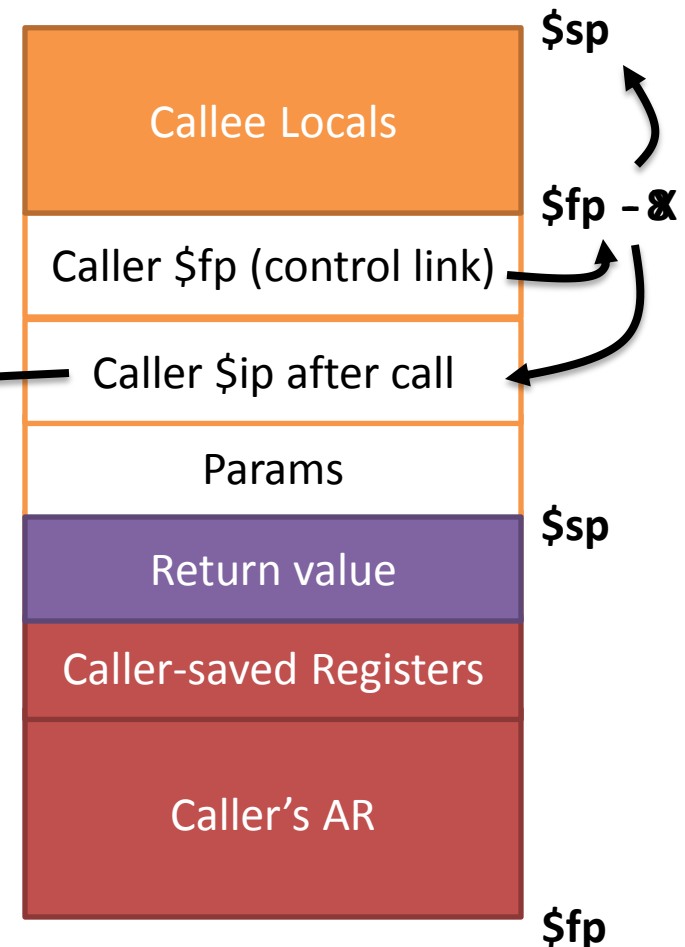 $sp
Callee Locals
$fp –
Caller $fp (control link)
Caller $ip after call
Params
$sp
Return value
Caller-saved Registers
Caller’s AR
$fp